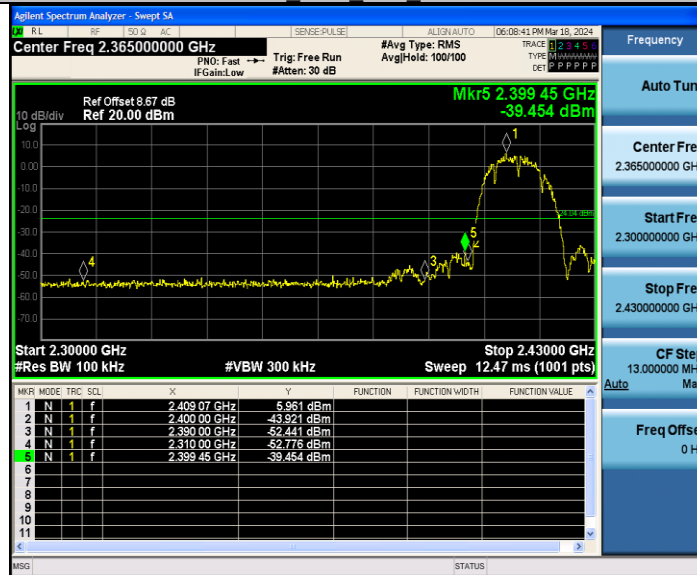 Agilent Spectrum Analyzer - Swept SA
RL RF 50 Ω AC SENSE:PULSE ALIGN AUTO 06:08:41 PM Mar 18, 2024
Center Freq 2.365000000 GHz
#Avg Type: RMS
TRACE 1 2 3 4 5 6
PNO: Fast Trig: Free Run Avg|Hold: 100/100
TYPE M
IFGain:Low #Atten: 30 dB
DET P P P P P P
Frequency
Auto Tun
Mkr5 2.399 45 GHz
-39.454 dBm
Ref Offset 8.67 dB
10 dB/div Ref 20.00 dBm
Log
10.0
0.00
-10.0
-20.0
-30.0
-40.0
-50.0
-60.0
-70.0
1
-24.04 dBm
5
3
4
Center Fre
2.365000000 GH
Start Fre
2.300000000 GH
Stop Fre
2.430000000 GH
Start 2.30000 GHz Stop 2.43000 GHz
#Res BW 100 kHz #VBW 300 kHz Sweep 12.47 ms (1001 pts)
CF Step
13.000000 MH
Auto Ma
Freq Offse
0 H
MKR MODE TRC SCL X Y FUNCTION FUNCTION WIDTH FUNCTION VALUE
1 N 1 f 2.409 07 GHz 5.961 dBm
2 N 1 f 2.400 00 GHz -43.921 dBm
3 N 1 f 2.390 00 GHz -52.441 dBm
4 N 1 f 2.310 00 GHz -52.776 dBm
5 N 1 f 2.399 45 GHz -39.454 dBm
6
7
8
9
10
11
MSG STATUS